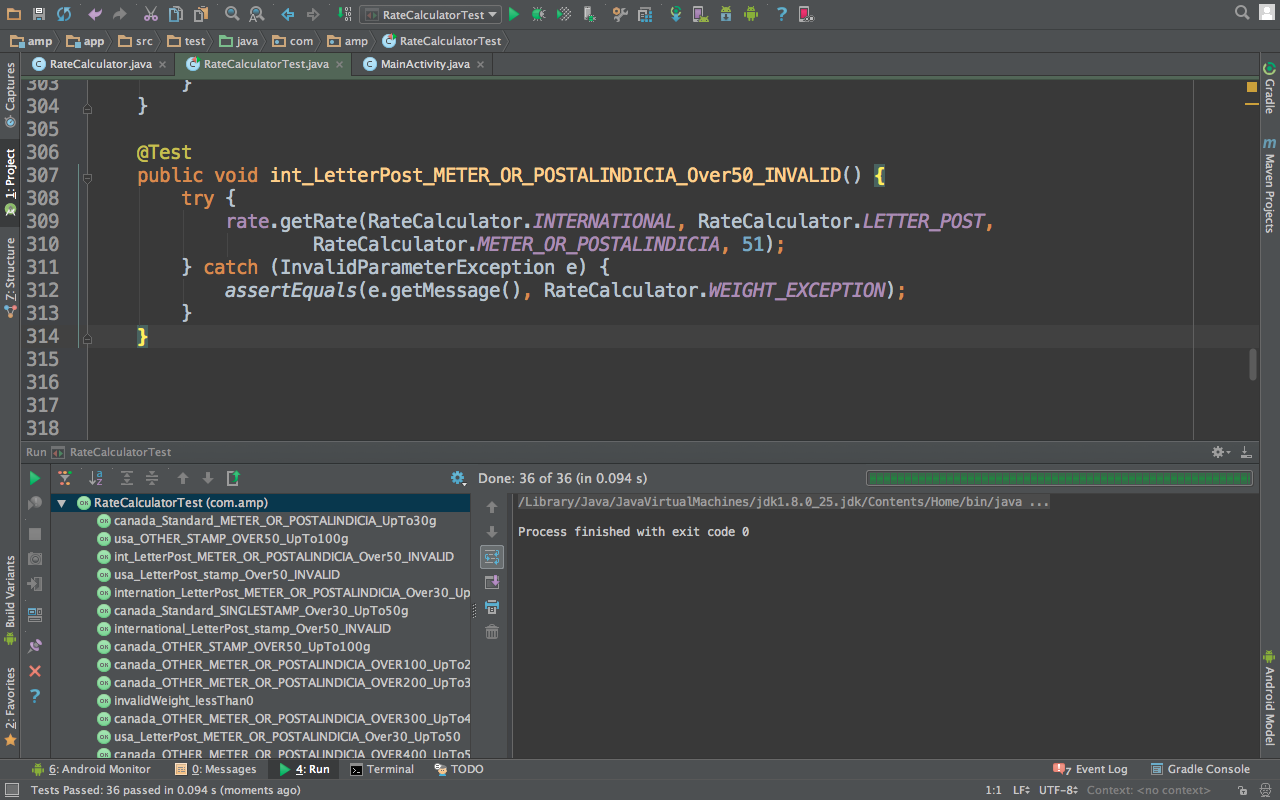 RateCalculatorTest
amp app src test java com amp RateCalculatorTest
RateCalculator.java RateCalculatorTest.java MainActivity.java
Captures
1: Project
Z: Structure
Build Variants
2: Favorites
303 }
304 }
305
306 @Test
307 public void int_LetterPost_METER_OR_POSTALINDICIA_Over50_INVALID() {
308 try {
309 rate.getRate(RateCalculator.INTERNATIONAL, RateCalculator.LETTER_POST,
310 RateCalculator.METER_OR_POSTALINDICIA, 51);
311 } catch (InvalidParameterException e) {
312 assertEquals(e.getMessage(), RateCalculator.WEIGHT_EXCEPTION);
313 }
314 }
315
316
317
318
Gradle
m Maven Projects
Android Model
Run RateCalculatorTest
Done: 36 of 36 (in 0.094 s)
RateCalculatorTest (com.amp)
canada_Standard_METER_OR_POSTALINDICIA_UpTo30g
usa_OTHER_STAMP_OVER50_UpTo100g
int_LetterPost_METER_OR_POSTALINDICIA_Over50_INVALID
usa_LetterPost_stamp_Over50_INVALID
internation_LetterPost_METER_OR_POSTALINDICIA_Over30_Up
canada_Standard_SINGLESTAMP_Over30_UpTo50g
international_LetterPost_stamp_Over50_INVALID
canada_OTHER_STAMP_OVER50_UpTo100g
canada_OTHER_METER_OR_POSTALINDICIA_OVER100_UpTo2
canada_OTHER_METER_OR_POSTALINDICIA_OVER200_UpTo3
invalidWeight_lessThan0
canada_OTHER_METER_OR_POSTALINDICIA_OVER300_UpTo4
usa_LetterPost_METER_OR_POSTALINDICIA_Over30_UpTo50
canada_OTHER_METER_OR_POSTALINDICIA_OVER400_UpTo5
/Library/Java/JavaVirtualMachines/jdk1.8.0_25.jdk/Contents/Home/bin/java ...
Process finished with exit code 0
6: Android Monitor 0: Messages 4: Run Terminal TODO 7 Event Log Gradle Console
Tests Passed: 36 passed in 0.094 s (moments ago) 1:1 LF UTF-8 Context: <no context>